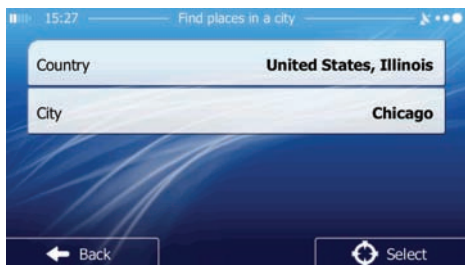 15:27 Find places in a city
Country United States, Illinois
City Chicago
Back Select